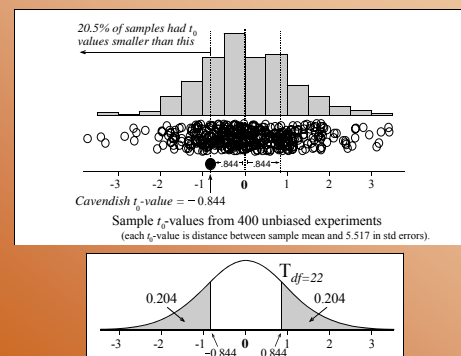 20.5% of samples had t₀
values smaller than this
.844 .844
-3 -2 -1 0 1 2 3
Cavendish t₀-value = −0.844
Sample t₀-values from 400 unbiased experiments
(each t₀-value is distance between sample mean and 5.517 in std errors).
T df=22
0.204 0.204
-3 -2 -1 0 1 2 3
−0.844 0.844